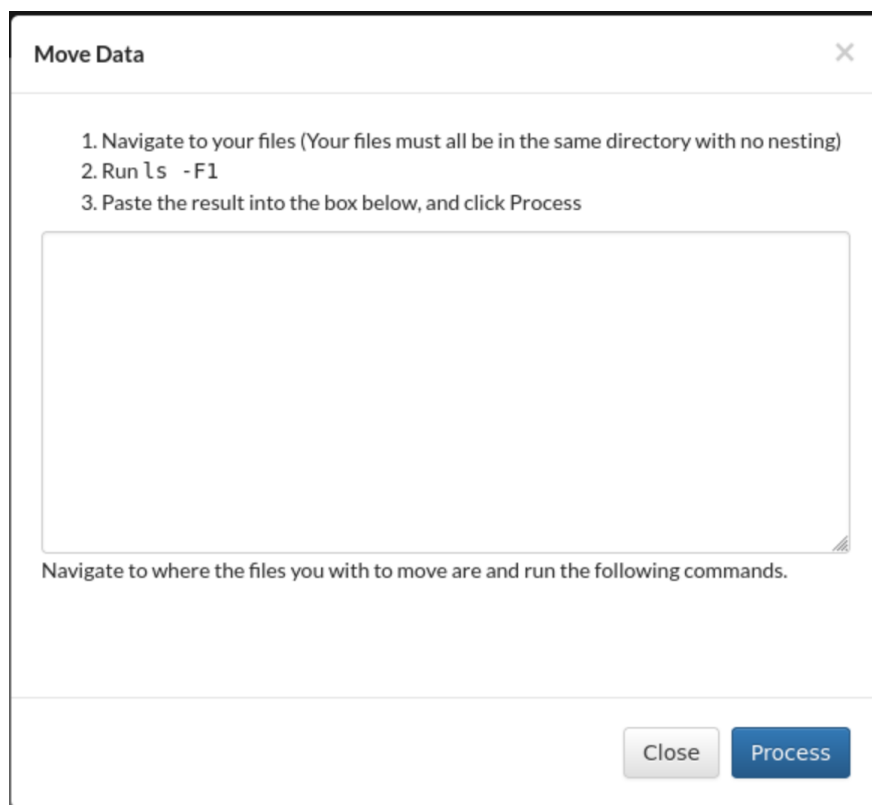 Move Data
×
1. Navigate to your files (Your files must all be in the same directory with no nesting)
2. Run ls -F1
3. Paste the result into the box below, and click Process
Navigate to where the files you with to move are and run the following commands.
Close Process